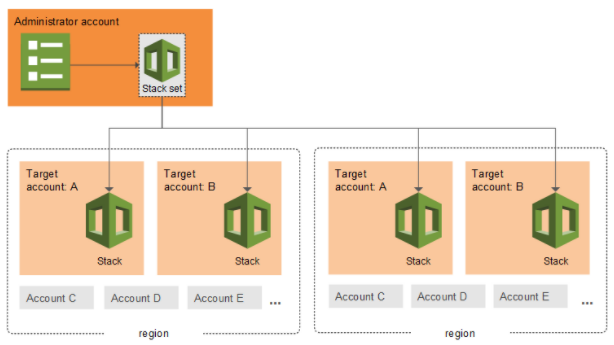 Administrator account
Stack set
Target
account: A
Stack
Target
account: B
Stack
Account C
Account D
Account E
...
region
Target
account: A
Stack
Target
account: B
Stack
Account C
Account D
Account E
...
region